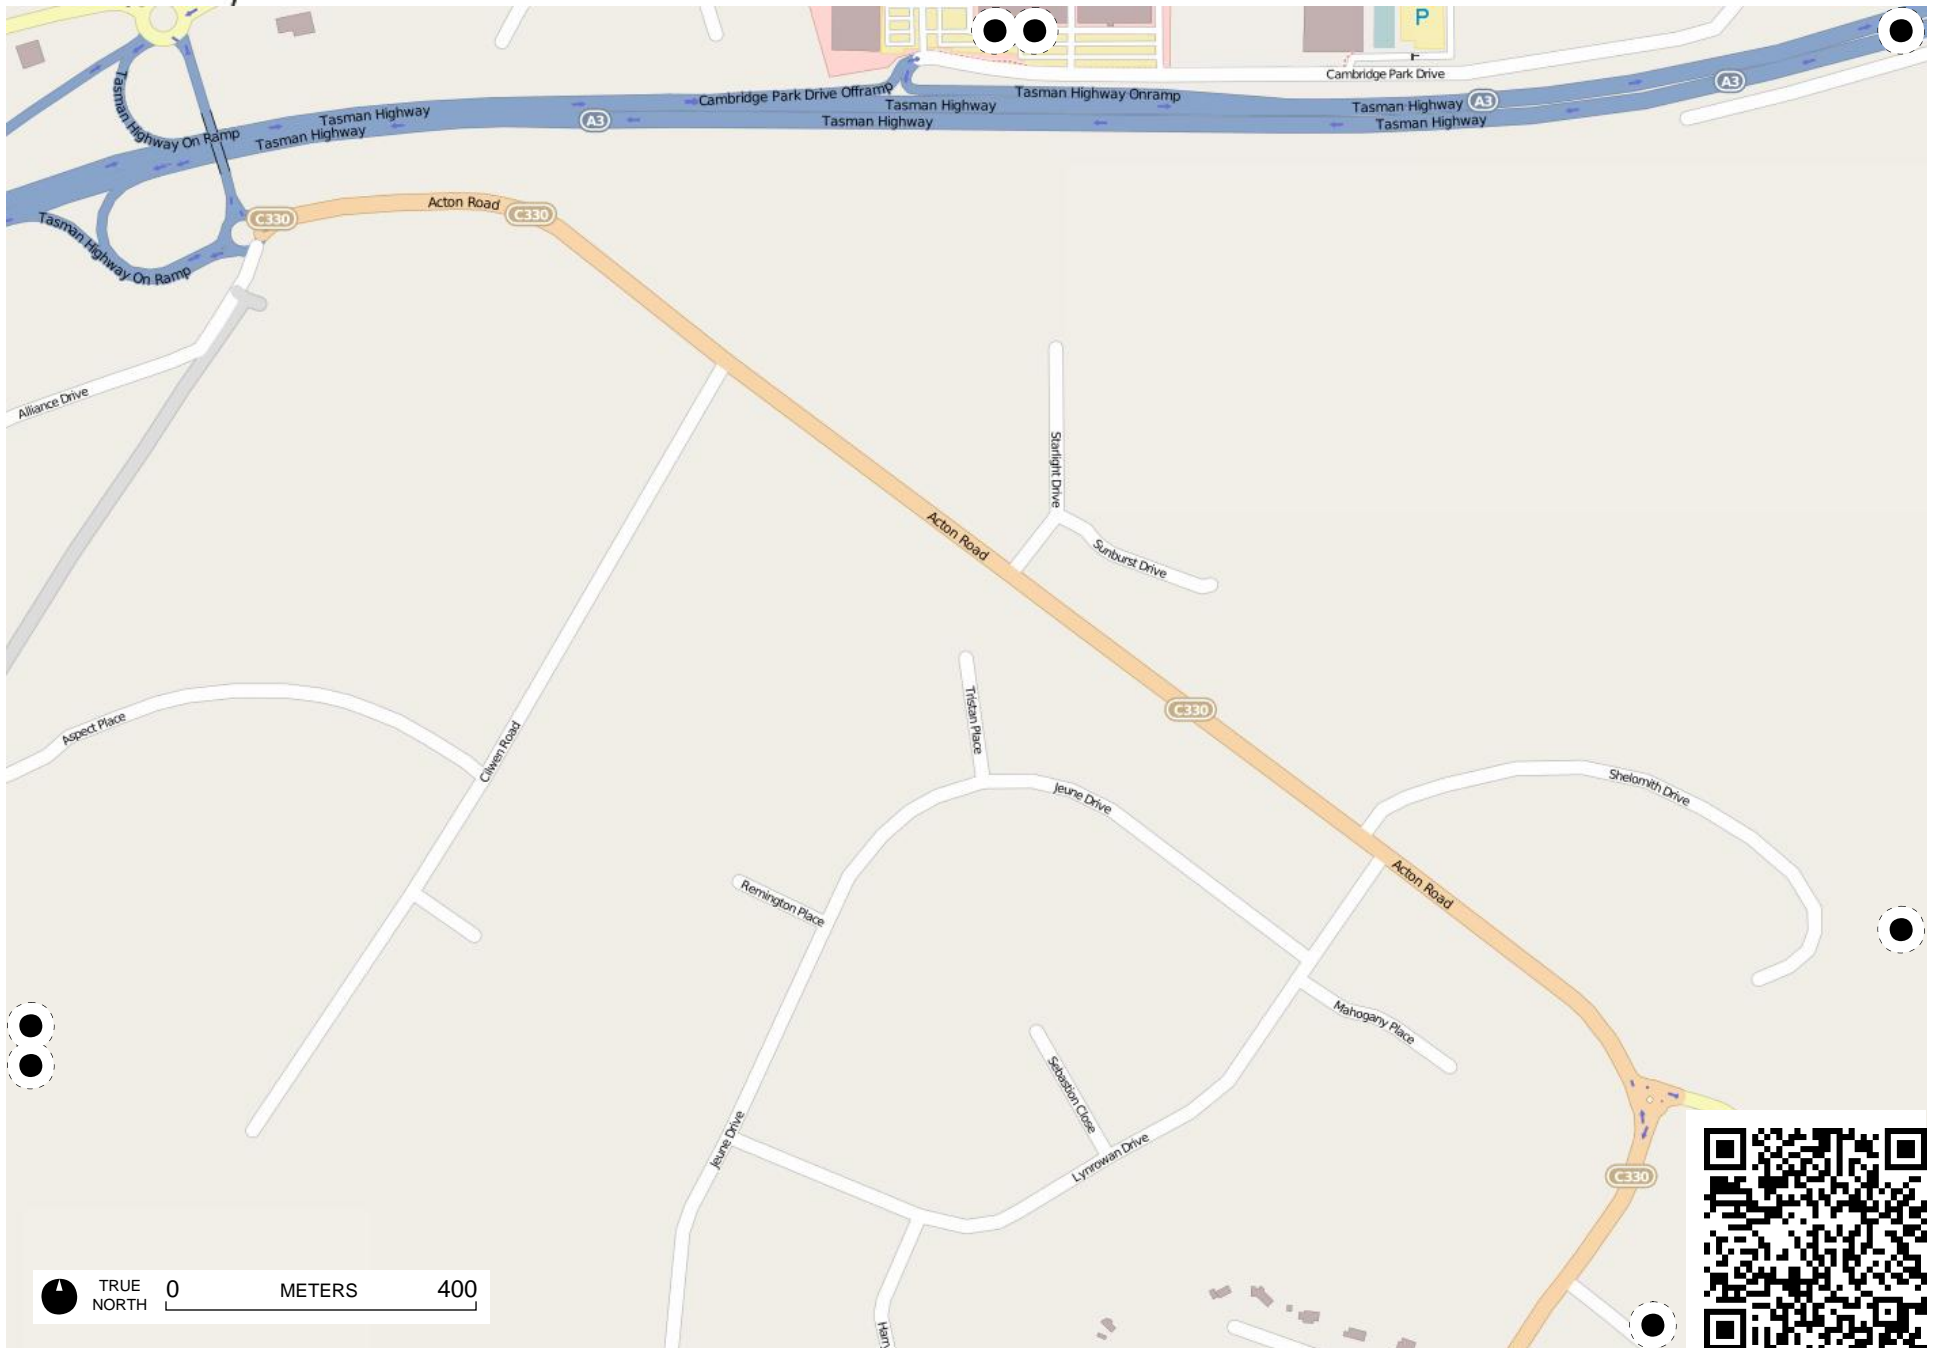 P
Cambridge Park Drive
A3
Cambridge Park Drive Offramp
Tasman Highway Onramp
Tasman Highway
Tasman Highway
A3
Tasman Highway
Tasman Highway
A3
Tasman Highway
Tasman Highway
Tasman Highway
Tasman Highway On Ramp
Acton Road
C330
C330
Tasman Highway On Ramp
Alliance Drive
Starlight Drive
Acton Road
Sunburst Drive
Tristan Place
C330
Aspect Place
Cilwen Road
Jeune Drive
Shelomith Drive
Acton Road
Remington Place
Mahogany Place
Sebastion Close
Jeune Drive
Lynrowan Drive
C330
TRUE
NORTH
0 METERS 400